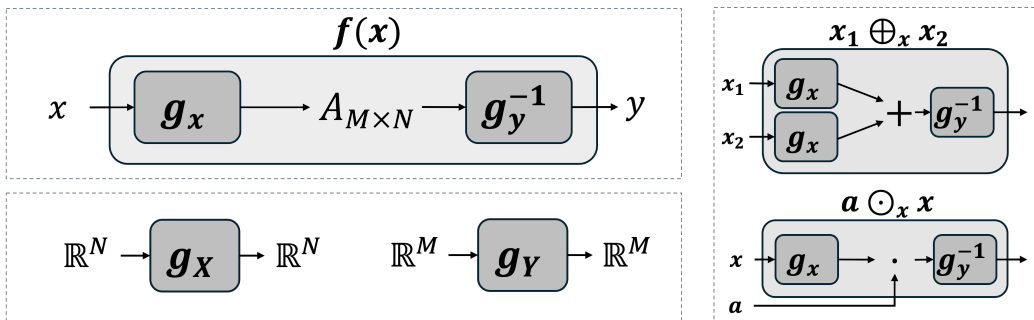 f(x)
x g_x A_{M×N} g_y^{-1} y
ℝ^N g_X ℝ^N ℝ^M g_Y ℝ^M
x_1 ⊕_x x_2
x_1 g_x
x_2 g_x
+ g_y^{-1}
a ⊙_x x
x g_x · g_y^{-1}
a